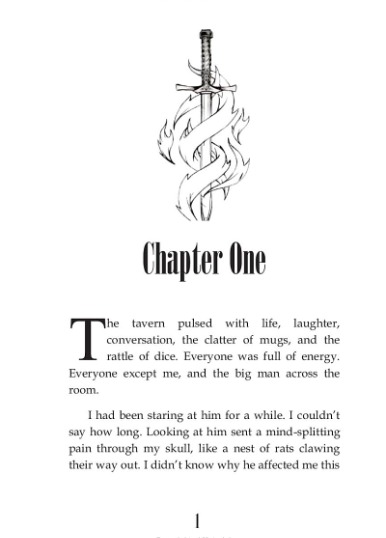 Chapter One
The tavern pulsed with life, laughter,
conversation, the clatter of mugs, and the
rattle of dice. Everyone was full of energy.
Everyone except me, and the big man across the
room.
I had been staring at him for a while. I couldn't
say how long. Looking at him sent a mind-splitting
pain through my skull, like a nest of rats clawing
their way out. I didn't know why he affected me this
1